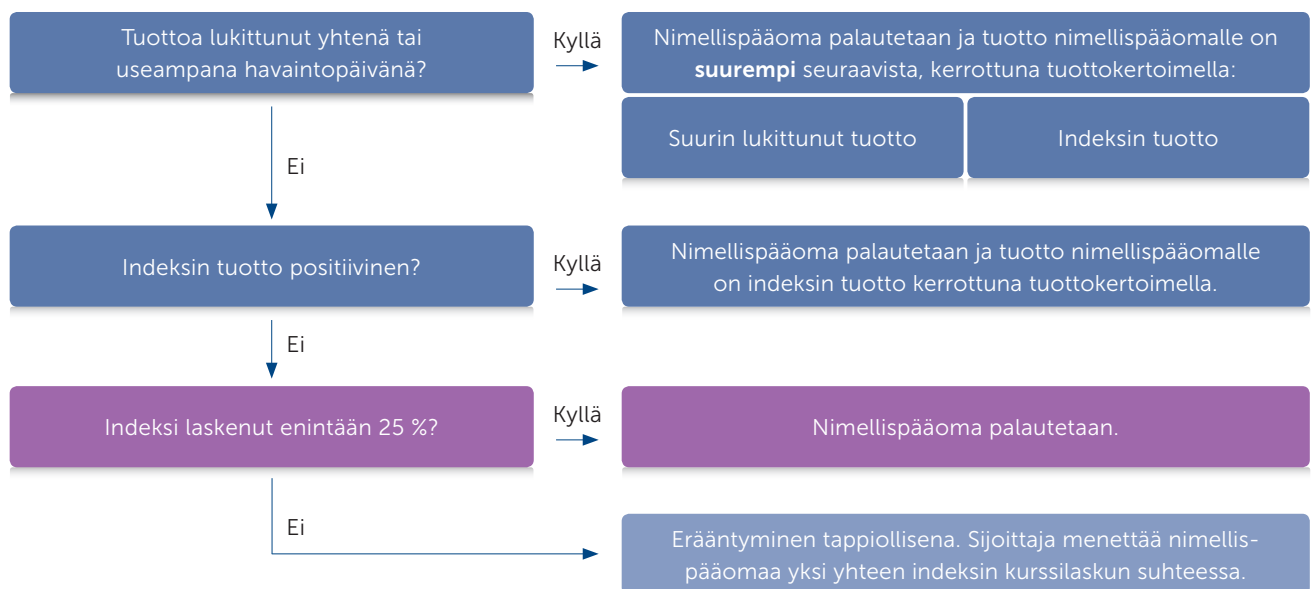 Tuottoa lukittunut yhtenä tai
useampana havaintopäivänä?
Kyllä
Nimellispääoma palautetaan ja tuotto nimellispääomalle on
suurempi seuraavista, kerrottuna tuottokertoimella:
Suurin lukittunut tuotto
Indeksin tuotto
Ei
Indeksin tuotto positiivinen?
Kyllä
Nimellispääoma palautetaan ja tuotto nimellispääomalle
on indeksin tuotto kerrottuna tuottokertoimella.
Ei
Indeksi laskenut enintään 25 %?
Kyllä
Nimellispääoma palautetaan.
Ei
Erääntyminen tappiollisena. Sijoittaja menettää nimellis-
pääomaa yksi yhteen indeksin kurssilaskun suhteessa.